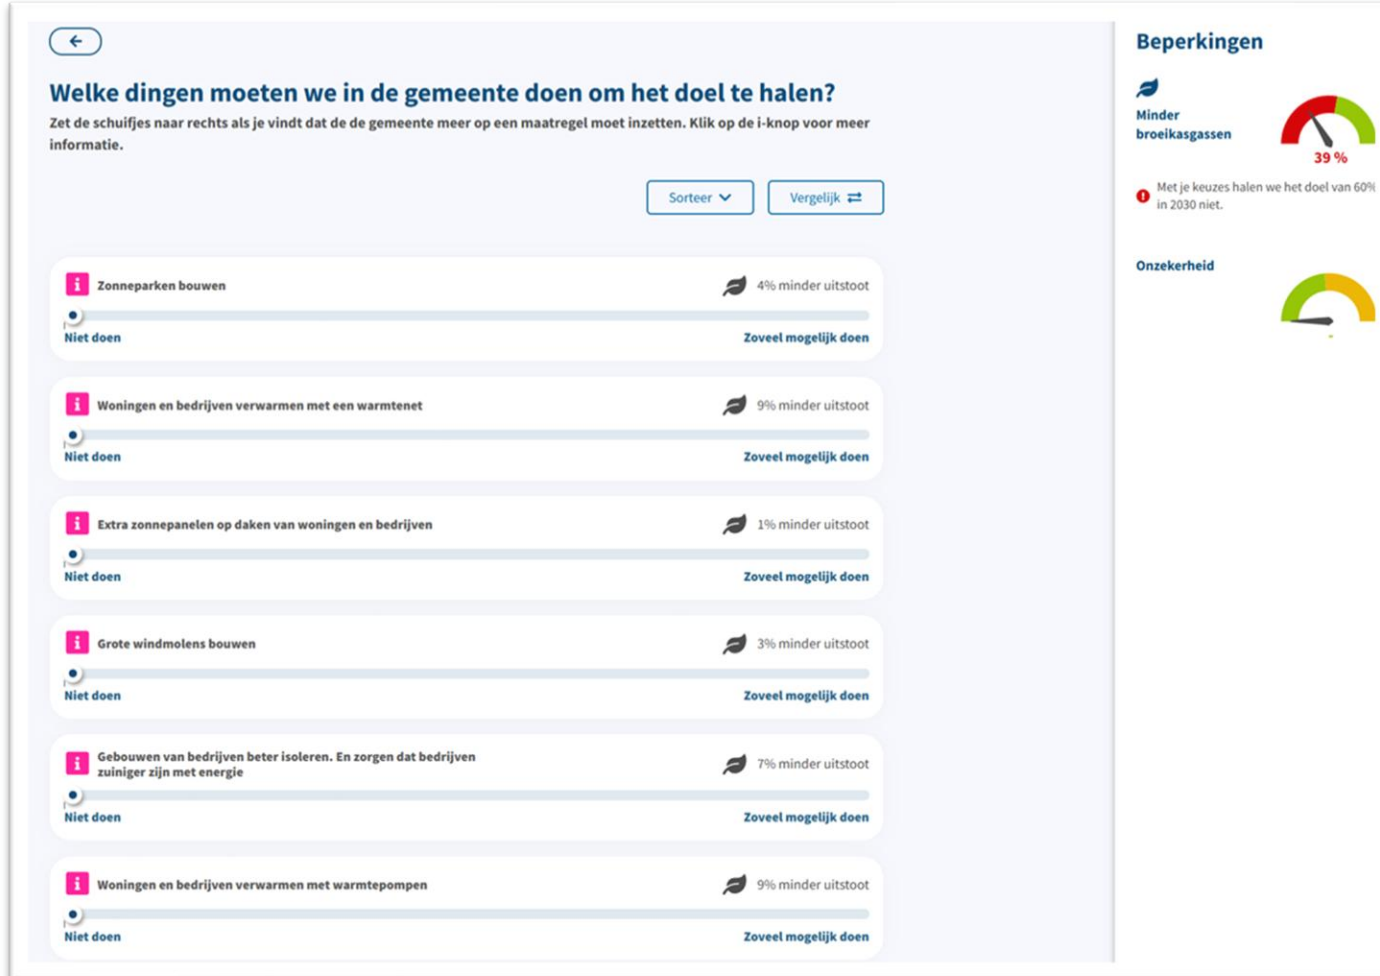 Welke dingen moeten we in de gemeente doen om het doel te halen?
Zet de schuifjes naar rechts als je vindt dat de de gemeente meer op een maatregel moet inzetten. Klik op de i-knop voor meer
informatie.
Sorteer
Vergelijk
i Zonneparken bouwen
4% minder uitstoot
Niet doen
Zoveel mogelijk doen
i Woningen en bedrijven verwarmen met een warmtenet
9% minder uitstoot
Niet doen
Zoveel mogelijk doen
i Extra zonnepanelen op daken van woningen en bedrijven
1% minder uitstoot
Niet doen
Zoveel mogelijk doen
i Grote windmolens bouwen
3% minder uitstoot
Niet doen
Zoveel mogelijk doen
i Gebouwen van bedrijven beter isoleren. En zorgen dat bedrijven
zuiniger zijn met energie
7% minder uitstoot
Niet doen
Zoveel mogelijk doen
i Woningen en bedrijven verwarmen met warmtepompen
9% minder uitstoot
Niet doen
Zoveel mogelijk doen
Beperkingen
Minder
broeikasgassen
39 %
Met je keuzes halen we het doel van 60%
in 2030 niet.
Onzekerheid